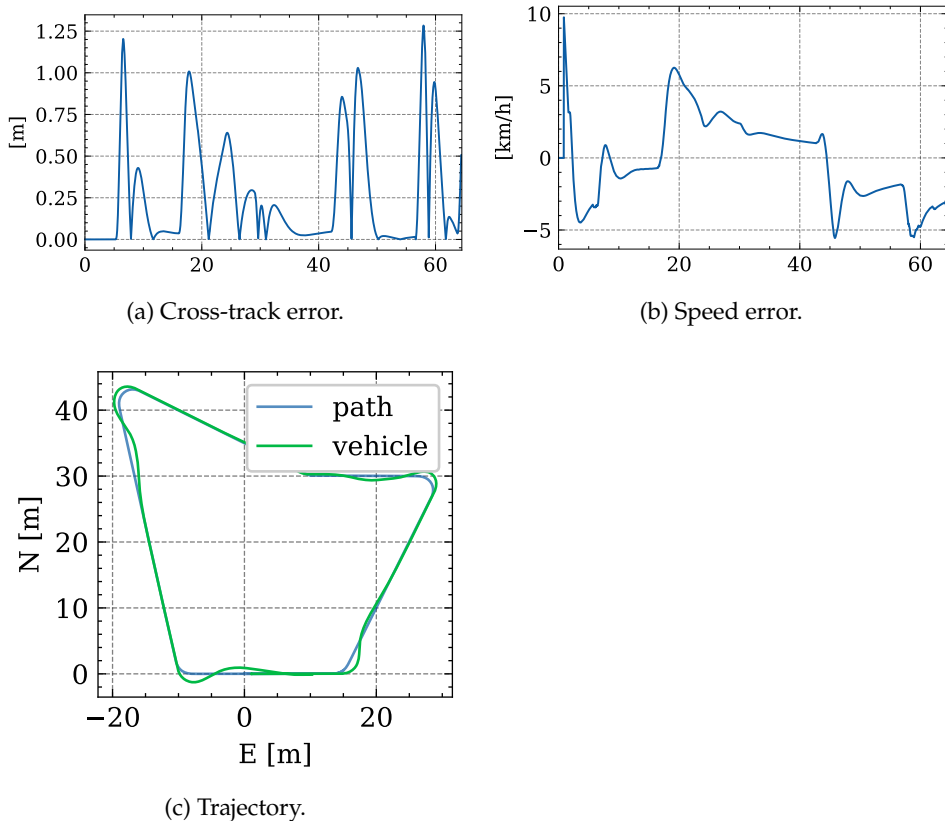 1.25
1.00
0.75
0.50
0.25
0.00
[m]
0 20 40 60
(a) Cross-track error.
10
5
0
−5
[km/h]
0 20 40 60
(b) Speed error.
path
vehicle
40
30
20
10
0
N [m]
−20 0 20
E [m]
(c) Trajectory.